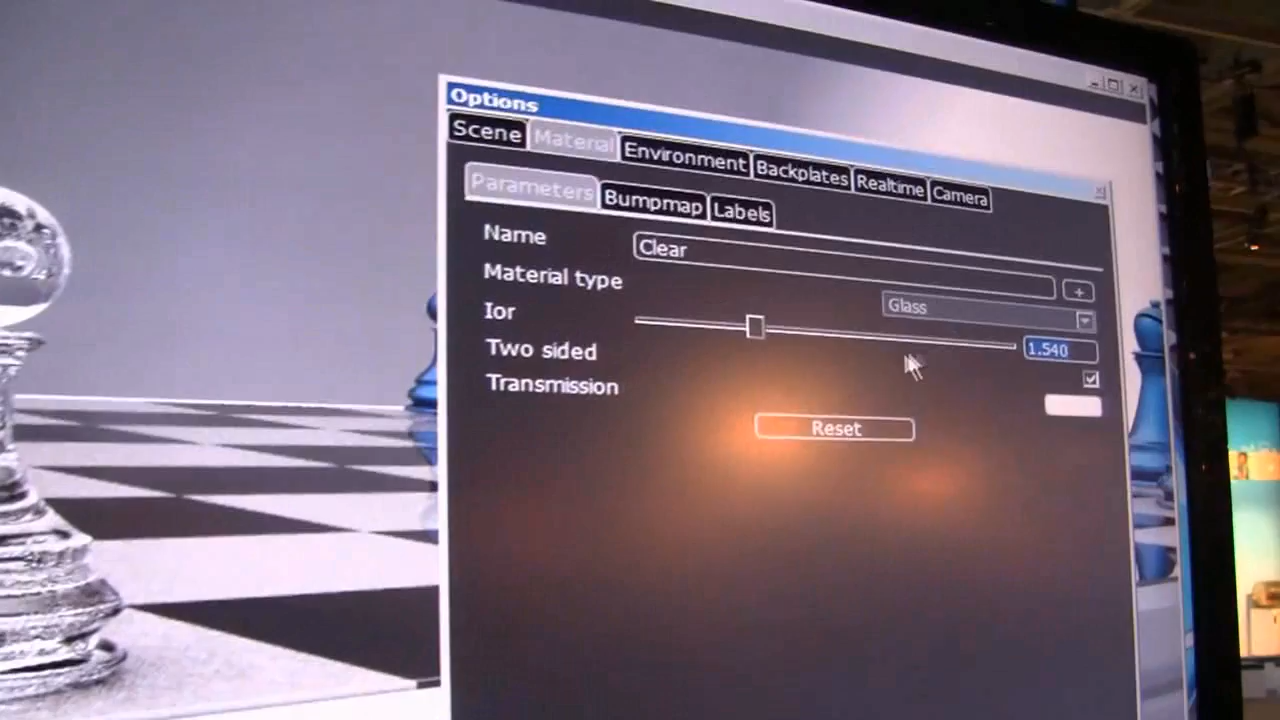 Options
Scene Material Environment Backplates Realtime Camera
Parameters Bumpmap Labels
Name Clear
Material type Glass
Ior 1.540
Two sided
Transmission
Reset